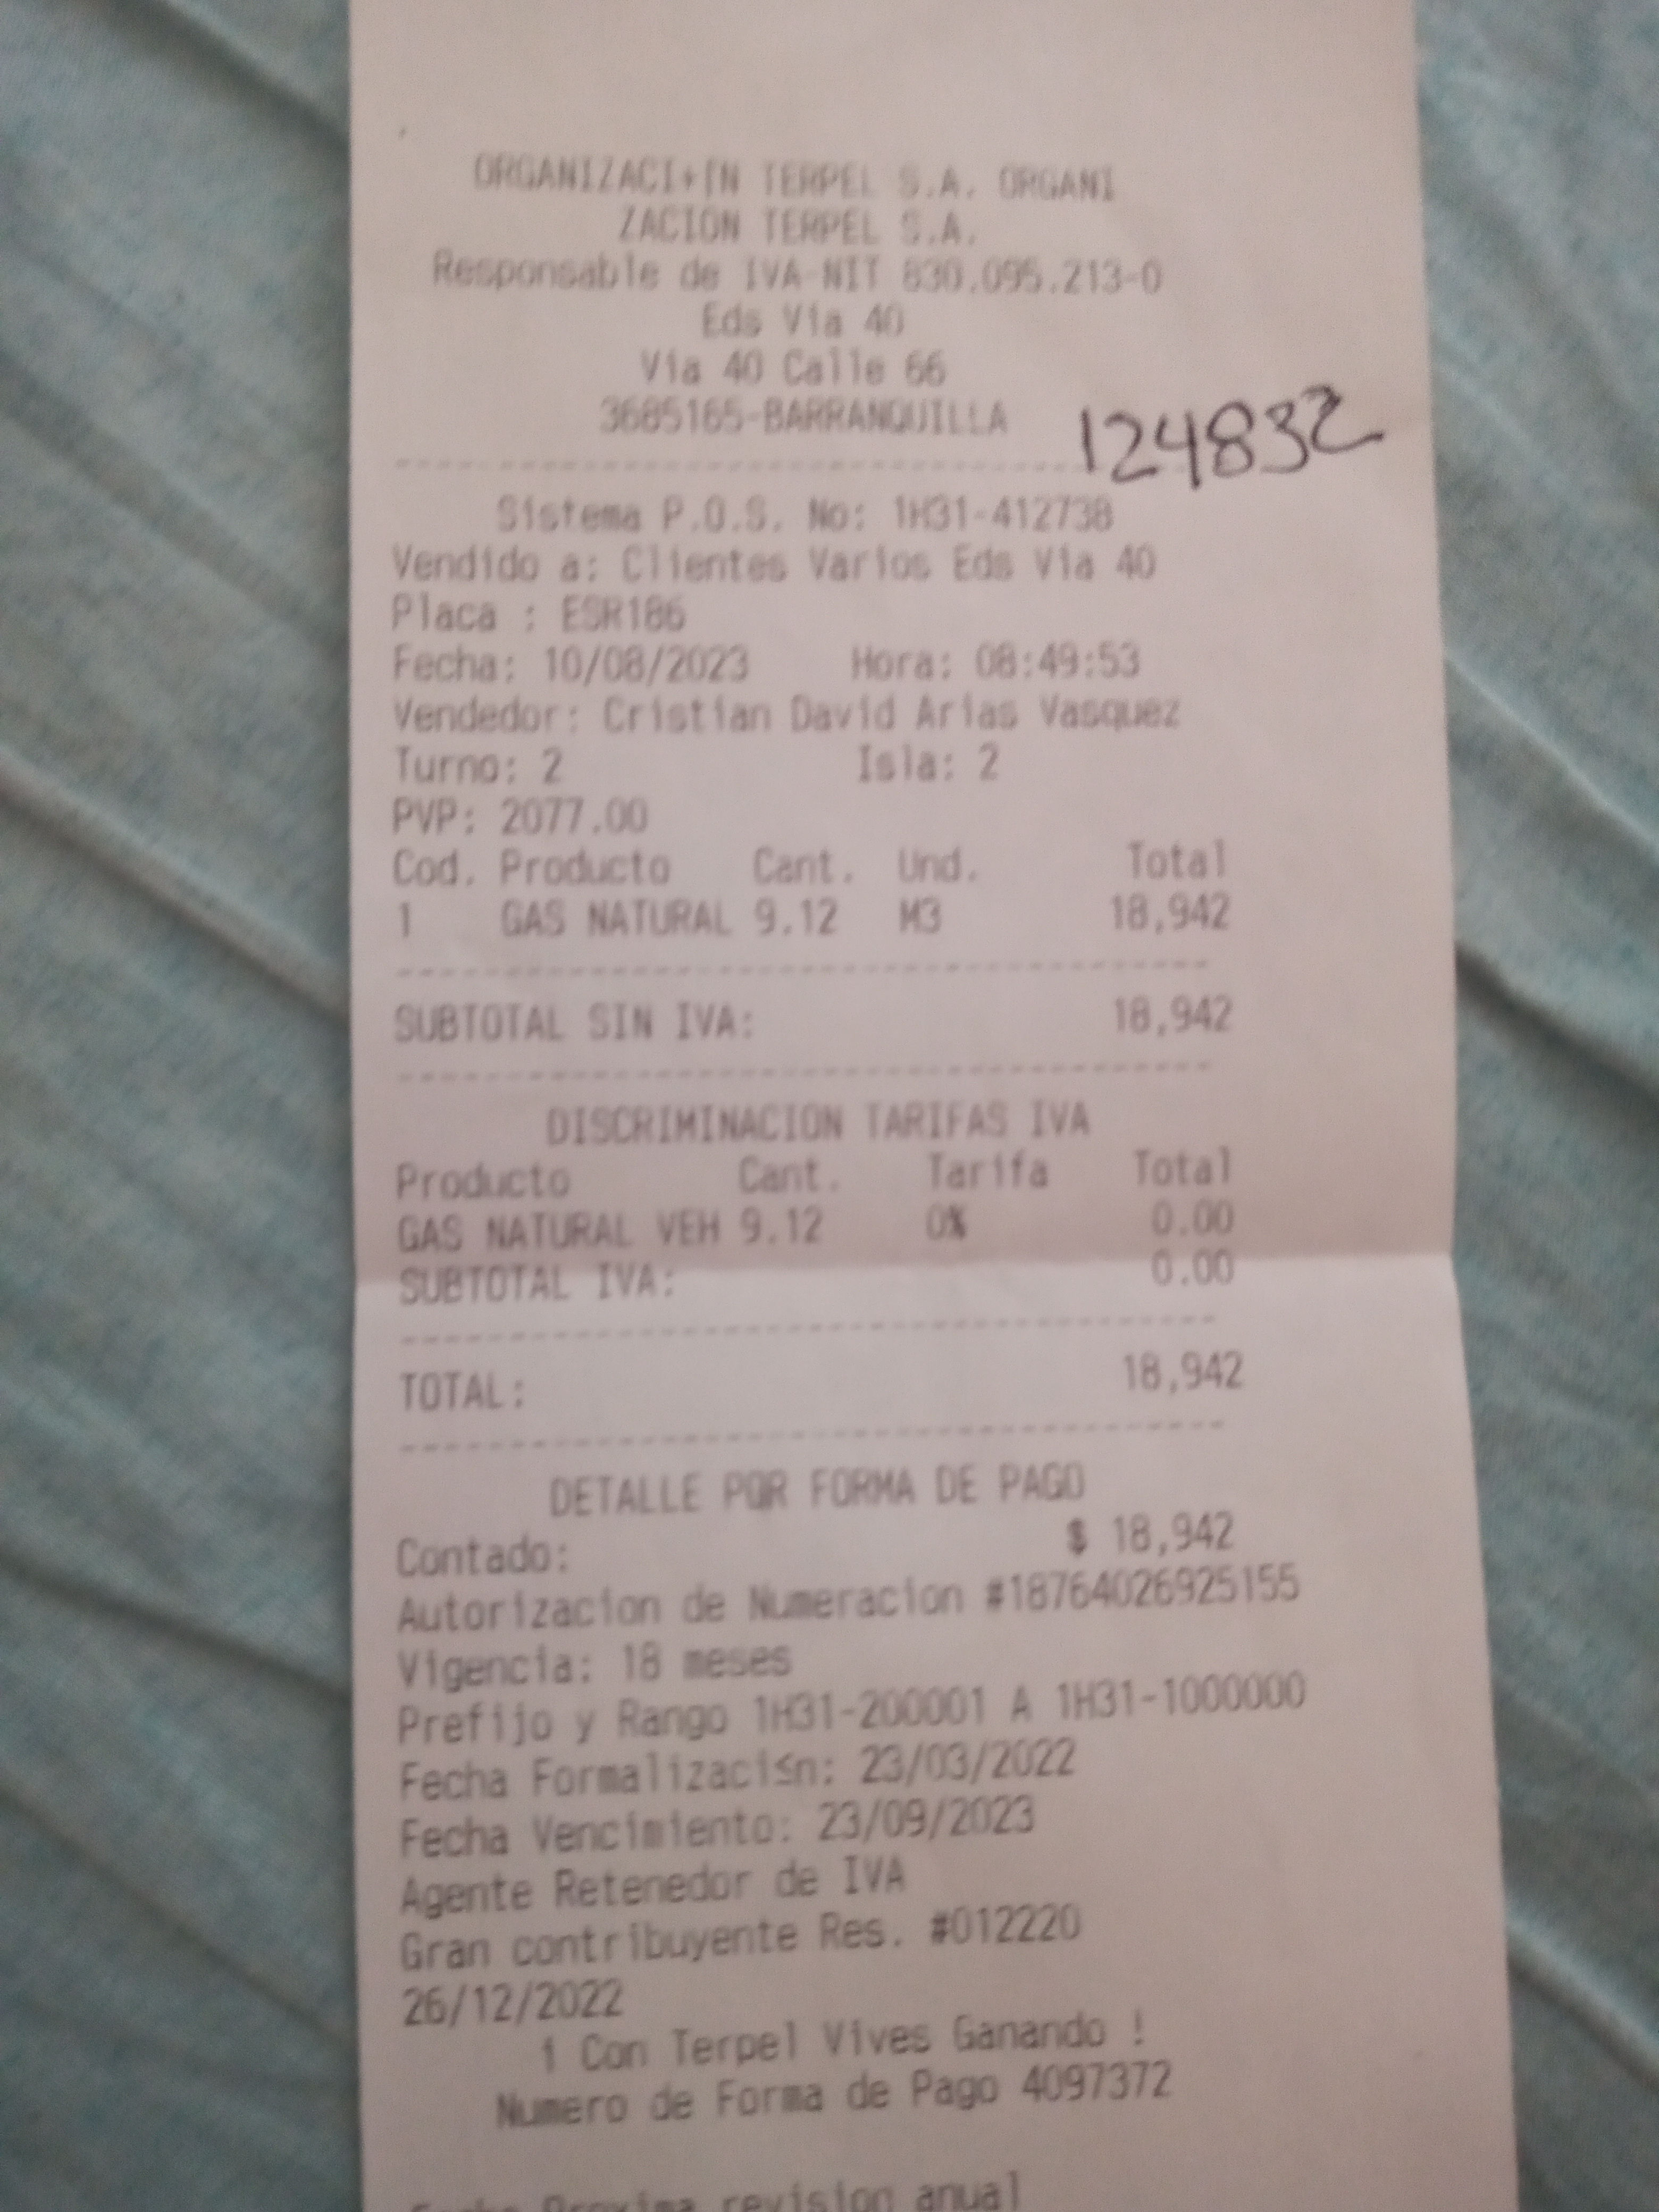 ORGANIZACI+[N TERPEL S.A. ORGANI
ZACION TERPEL S.A.
Responsable de IVA-NIT 830.095.213-0
Eds Via 40
Via 40 Calle 66
3685165-BARRANQUILLA
124832
Sistema P.O.S. No: 1H31-412738
Vendido a: Clientes Varios Eds Via 40
Placa : ESR186
Fecha: 10/08/2023 Hora: 08:49:53
Vendedor: Cristian David Arias Vasquez
Turno: 2 Isla: 2
PVP: 2077.00
Cod. Producto Cant. Und. Total
1 GAS NATURAL 9.12 M3 18,942
SUBTOTAL SIN IVA: 18,942
DISCRIMINACION TARIFAS IVA
Producto Cant. Tarifa Total
GAS NATURAL VEH 9.12 0% 0.00
SUBTOTAL IVA: 0.00
TOTAL: 18,942
DETALLE POR FORMA DE PAGO
Contado: $ 18,942
Autorizacion de Numeracion #18764026925155
Vigencia: 18 meses
Prefijo y Rango 1H31-200001 A 1H31-1000000
Fecha Formalizaci≤n: 23/03/2022
Fecha Vencimiento: 23/09/2023
Agente Retenedor de IVA
Gran contribuyente Res. #012220
26/12/2022
¡ Con Terpel Vives Ganando !
Numero de Forma de Pago 4097372
Fecha Proxima revision anual